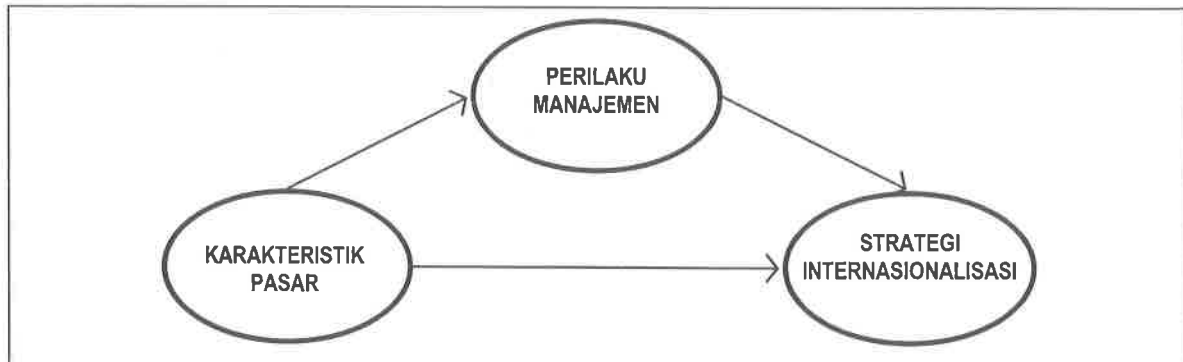 PERILAKU
MANAJEMEN
KARAKTERISTIK
PASAR
STRATEGI
INTERNASIONALISASI